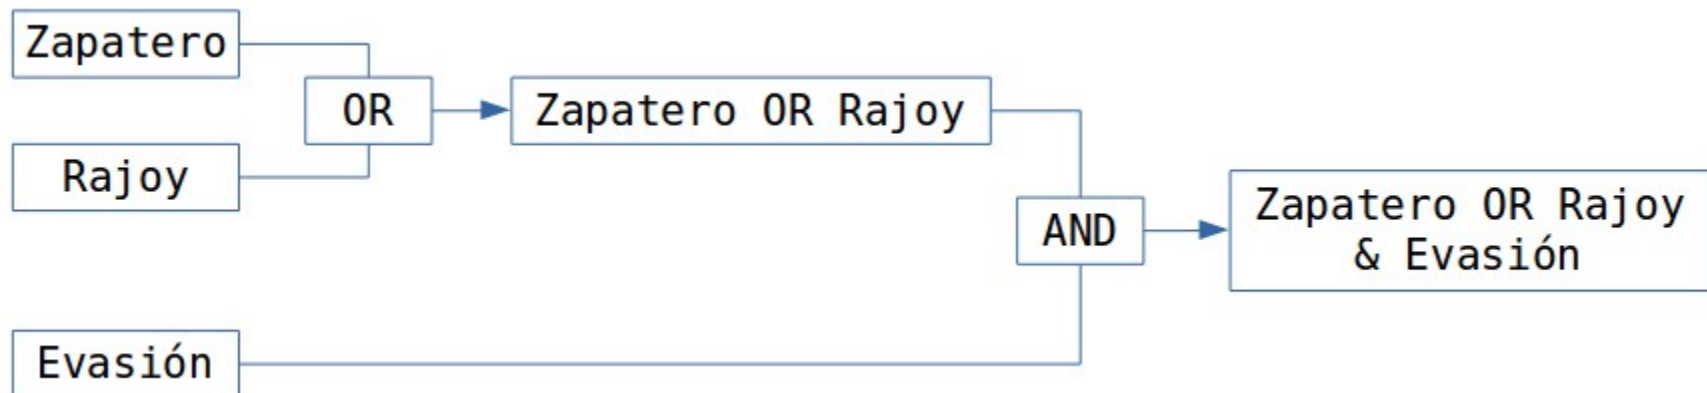 Zapatero
OR
Zapatero OR Rajoy
Rajoy
AND
Zapatero OR Rajoy
& Evasión
Evasión